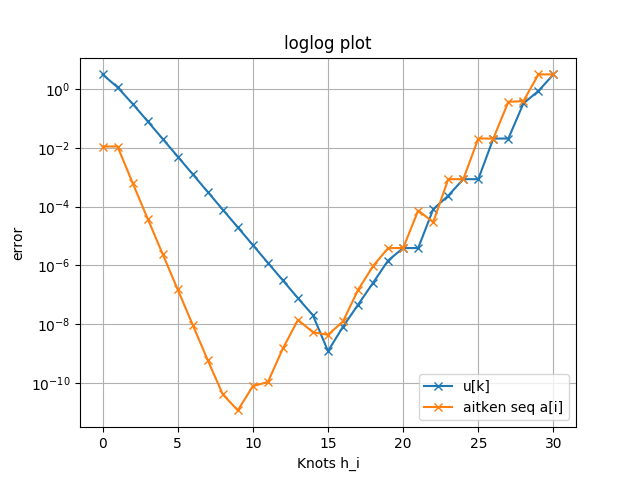 loglog plot
error
10^0
10^-2
10^-4
10^-6
10^-8
10^-10
0 5 10 15 20 25 30
Knots h_i
u[k]
aitken seq a[i]